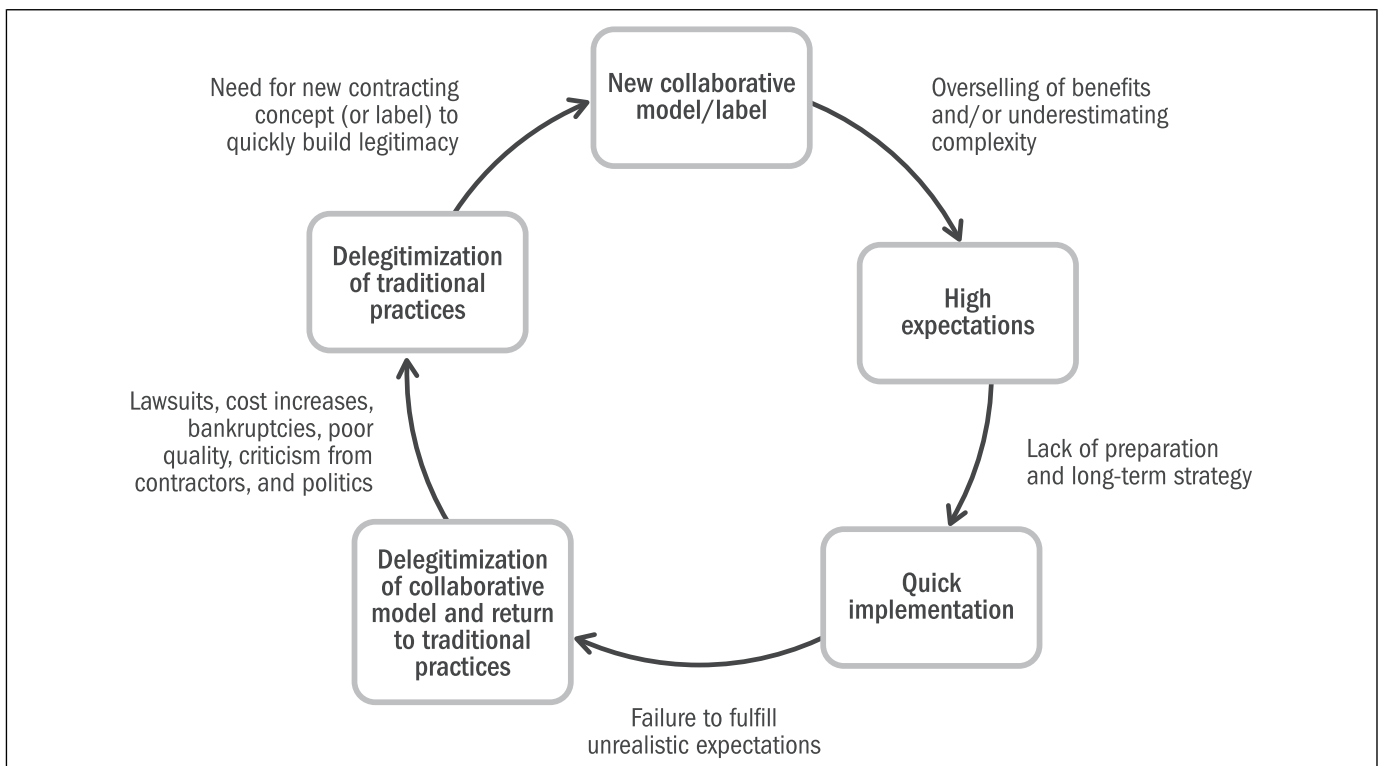 New collaborative
model/label
Overselling of benefits
and/or underestimating
complexity
High
expectations
Lack of preparation
and long-term strategy
Quick
implementation
Failure to fulfill
unrealistic expectations
Delegitimization
of collaborative
model and return
to traditional
practices
Lawsuits, cost increases,
bankruptcies, poor
quality, criticism from
contractors, and politics
Delegitimization
of traditional
practices
Need for new contracting
concept (or label) to
quickly build legitimacy